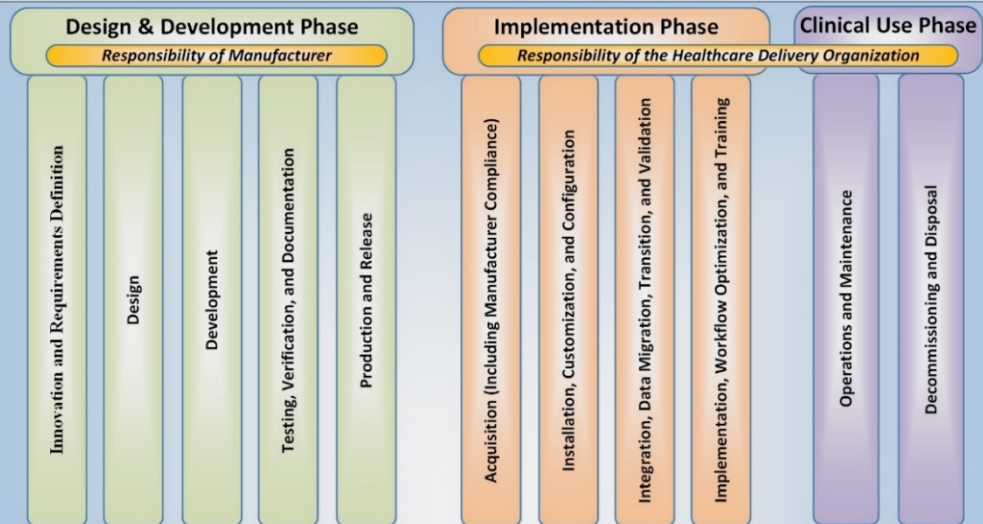 Design & Development Phase
Responsibility of Manufacturer
Innovation and Requirements Definition
Design
Development
Testing, Verification, and Documentation
Production and Release
Implementation Phase
Clinical Use Phase
Responsibility of the Healthcare Delivery Organization
Acquisition (Including Manufacturer Compliance)
Installation, Customization, and Configuration
Integration, Data Migration, Transition, and Validation
Implementation, Workflow Optimization, and Training
Operations and Maintenance
Decommissioning and Disposal